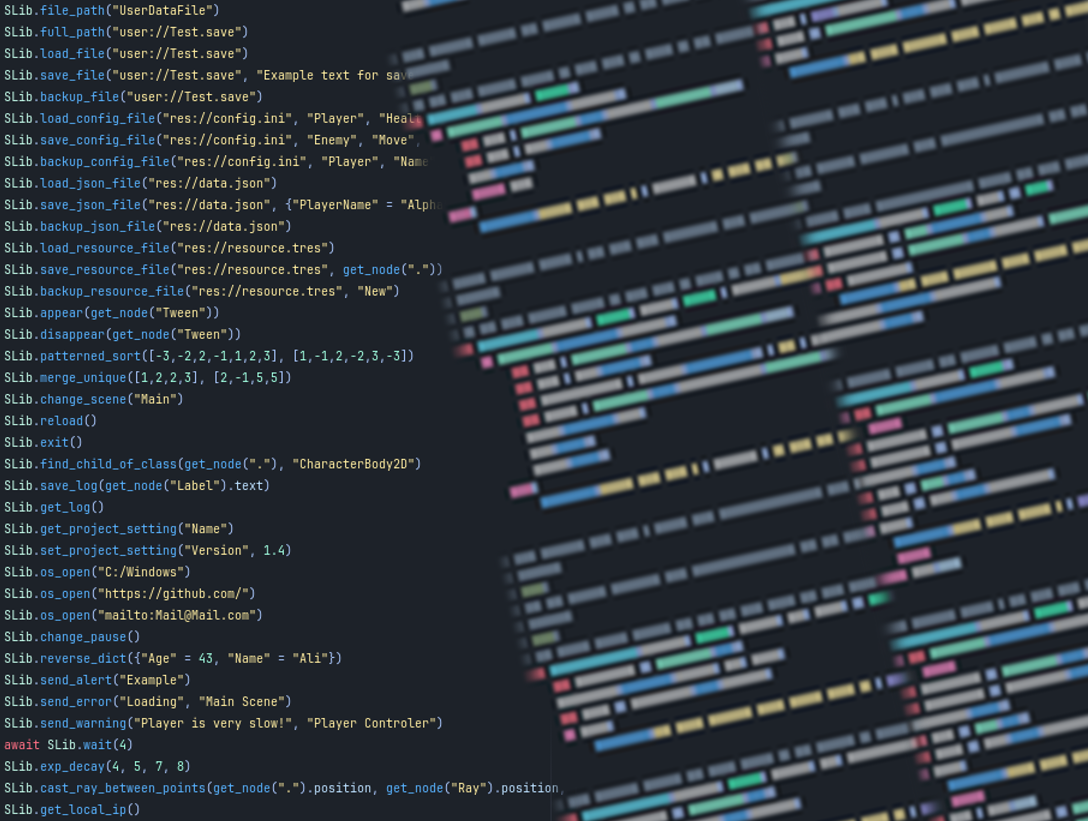 SLib.file_path("UserDataFile")
SLib.full_path("user://Test.save")
SLib.load_file("user://Test.save")
SLib.save_file("user://Test.save", "Example text for sav
SLib.backup_file("user://Test.save")
SLib.load_config_file("res://config.ini", "Player", "Heal
SLib.save_config_file("res://config.ini", "Enemy", "Move",
SLib.backup_config_file("res://config.ini", "Player", "Name
SLib.load_json_file("res://data.json")
SLib.save_json_file("res://data.json", {"PlayerName" = "Alph
SLib.backup_json_file("res://data.json")
SLib.load_resource_file("res://resource.tres")
SLib.save_resource_file("res://resource.tres", get_node("."))
SLib.backup_resource_file("res://resource.tres", "New")
SLib.appear(get_node("Tween"))
SLib.disappear(get_node("Tween"))
SLib.patterned_sort([-3,-2,2,-1,1,2,3], [1,-1,2,-2,3,-3])
SLib.merge_unique([1,2,2,3], [2,-1,5,5])
SLib.change_scene("Main")
SLib.reload()
SLib.exit()
SLib.find_child_of_class(get_node("."), "CharacterBody2D")
SLib.save_log(get_node("Label").text)
SLib.get_log()
SLib.get_project_setting("Name")
SLib.set_project_setting("Version", 1.4)
SLib.os_open("C:/Windows")
SLib.os_open("https://github.com/")
SLib.os_open("mailto:Mail@Mail.com")
SLib.change_pause()
SLib.reverse_dict({"Age" = 43, "Name" = "Ali"})
SLib.send_alert("Example")
SLib.send_error("Loading", "Main Scene")
SLib.send_warning("Player is very slow!", "Player Controler")
await SLib.wait(4)
SLib.exp_decay(4, 5, 7, 8)
SLib.cast_ray_between_points(get_node(".").position, get_node("Ray").position,
SLib.get_local_ip()